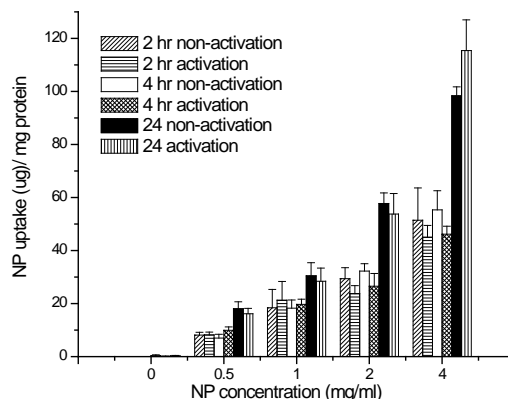 120
100
80
60
40
20
0
NP uptake (ug)/ mg protein
2 hr non-activation
2 hr activation
4 hr non-activation
4 hr activation
24 non-activation
24 activation
0 0.5 1 2 4
NP concentration (mg/ml)